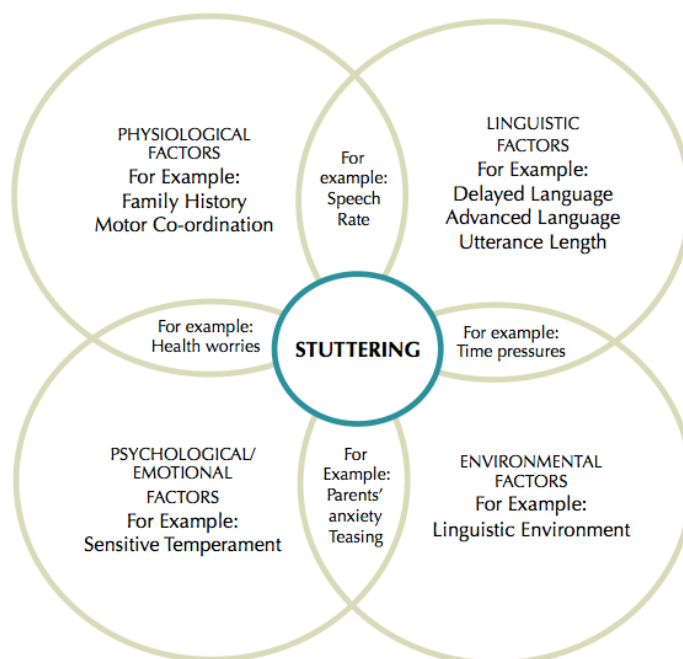 PHYSIOLOGICAL
FACTORS
For Example:
Family History
Motor Co-ordination
For
example:
Speech
Rate
LINGUISTIC
FACTORS
For Example:
Delayed Language
Advanced Language
Utterance Length
For example:
Health worries
STUTTERING
For example:
Time pressures
PSYCHOLOGICAL/
EMOTIONAL
FACTORS
For Example:
Sensitive Temperament
For
Example:
Parents’
anxiety
Teasing
ENVIRONMENTAL
FACTORS
For Example:
Linguistic Environment